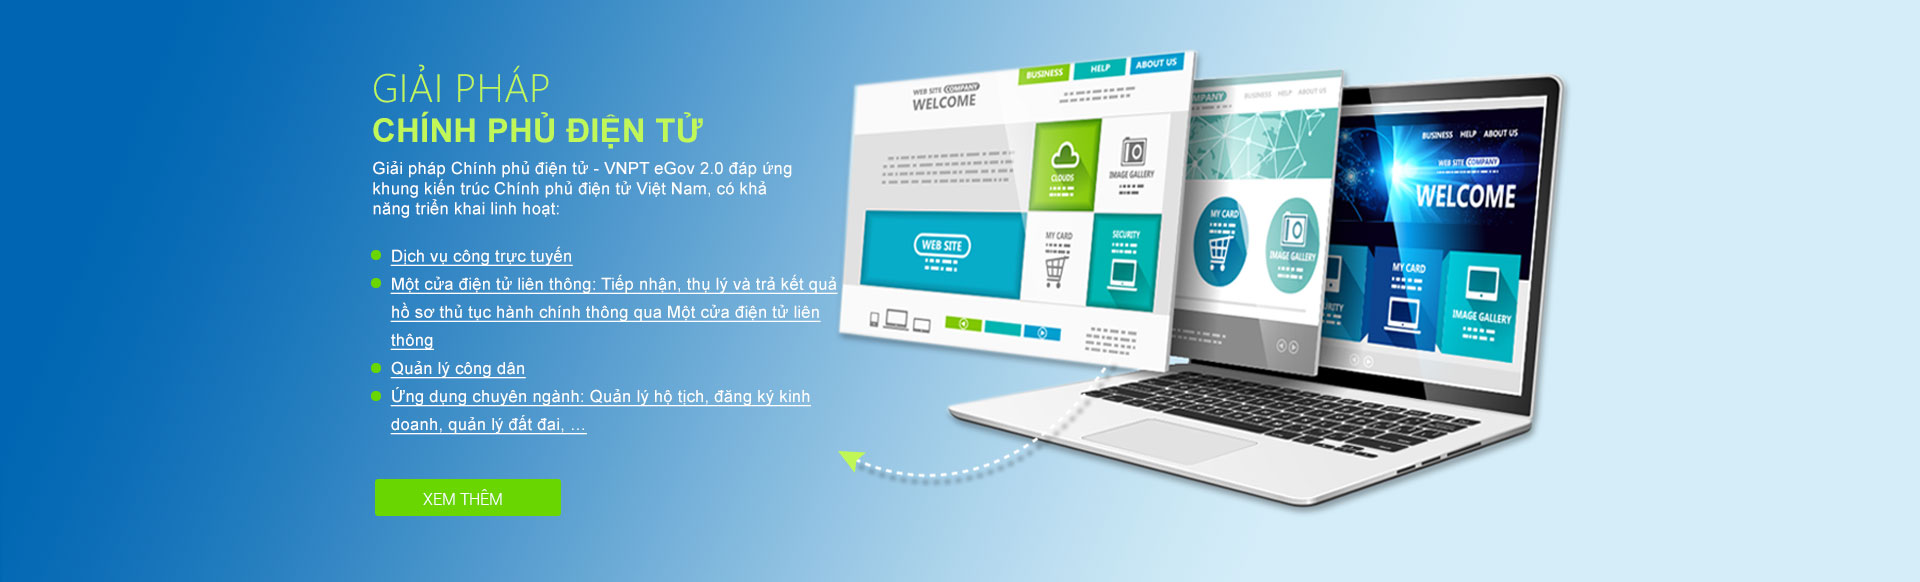 GIẢI PHÁP
CHÍNH PHỦ ĐIỆN TỬ
Giải pháp Chính phủ điện tử - VNPT eGov 2.0 đáp ứng
khung kiến trúc Chính phủ điện tử Việt Nam, có khả
năng triển khai linh hoạt:
Dịch vụ công trực tuyến
Một cửa điện tử liên thông: Tiếp nhận, thụ lý và trả kết quả
hồ sơ thủ tục hành chính thông qua Một cửa điện tử liên
thông
Quản lý công dân
Ứng dụng chuyên ngành: Quản lý hộ tịch, đăng ký kinh
doanh, quản lý đất đai, ...
XEM THÊM
BUSINESS HELP ABOUT US
WEB SITE COMPANY
WELCOME
CLOUDS
IMAGE GALLERY
WEB SITE
MY CARD
SECURITY
MPANY
BUSINESS HELP ABOUT US
MY CARD
IMAGE GALLERY
BUSINESS HELP ABOUT US
WEB SITE COMPANY
WELCOME
MY CARD
URITY
IMAGE GALLERY